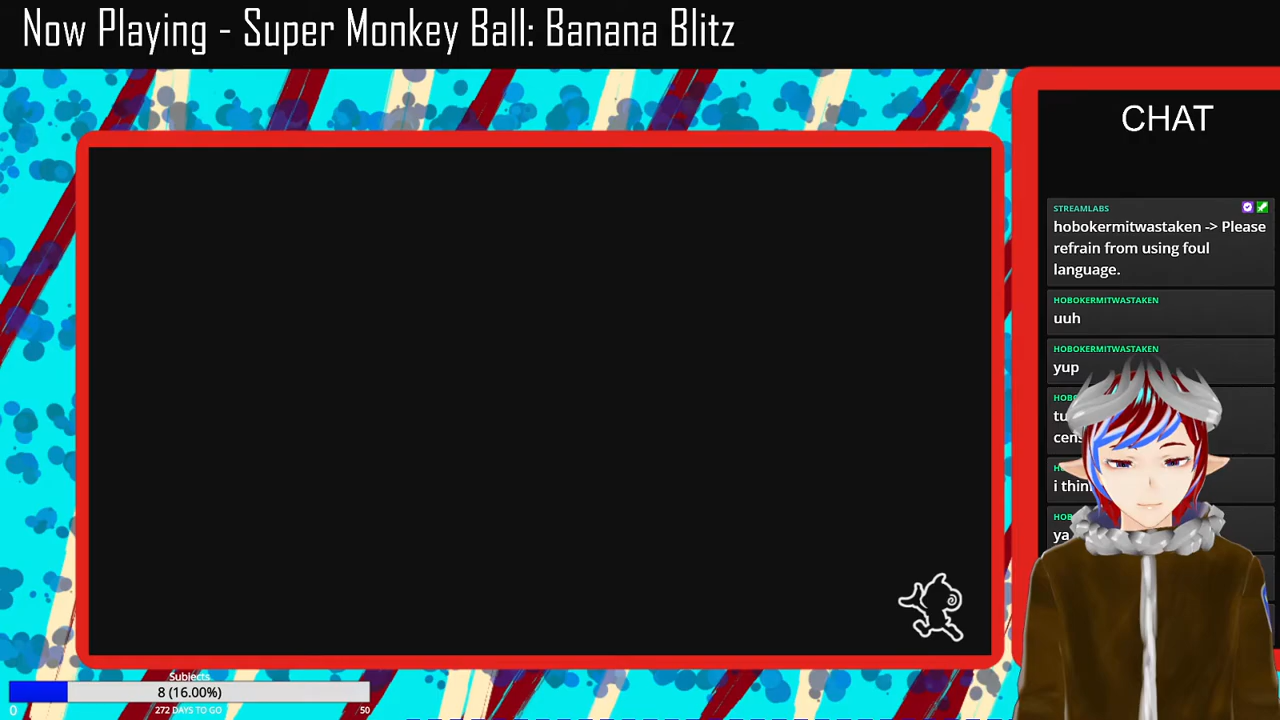 Now Playing - Super Monkey Ball: Banana Blitz
CHAT
STREAMLABS
hobokermitwastaken -> Please
refrain from using foul
language.
HOBOKERMITWASTAKEN
uuh
HOBOKERMITWASTAKEN
yup
i thin
ya
Subjects
8 (16.00%)
0
272 DAYS TO GO
50